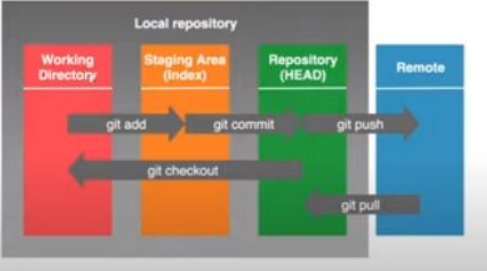 Local repository
Working
Directory
Staging Area
(Index)
Repository
(HEAD)
Remote
git add
git commit
git push
git checkout
git pull